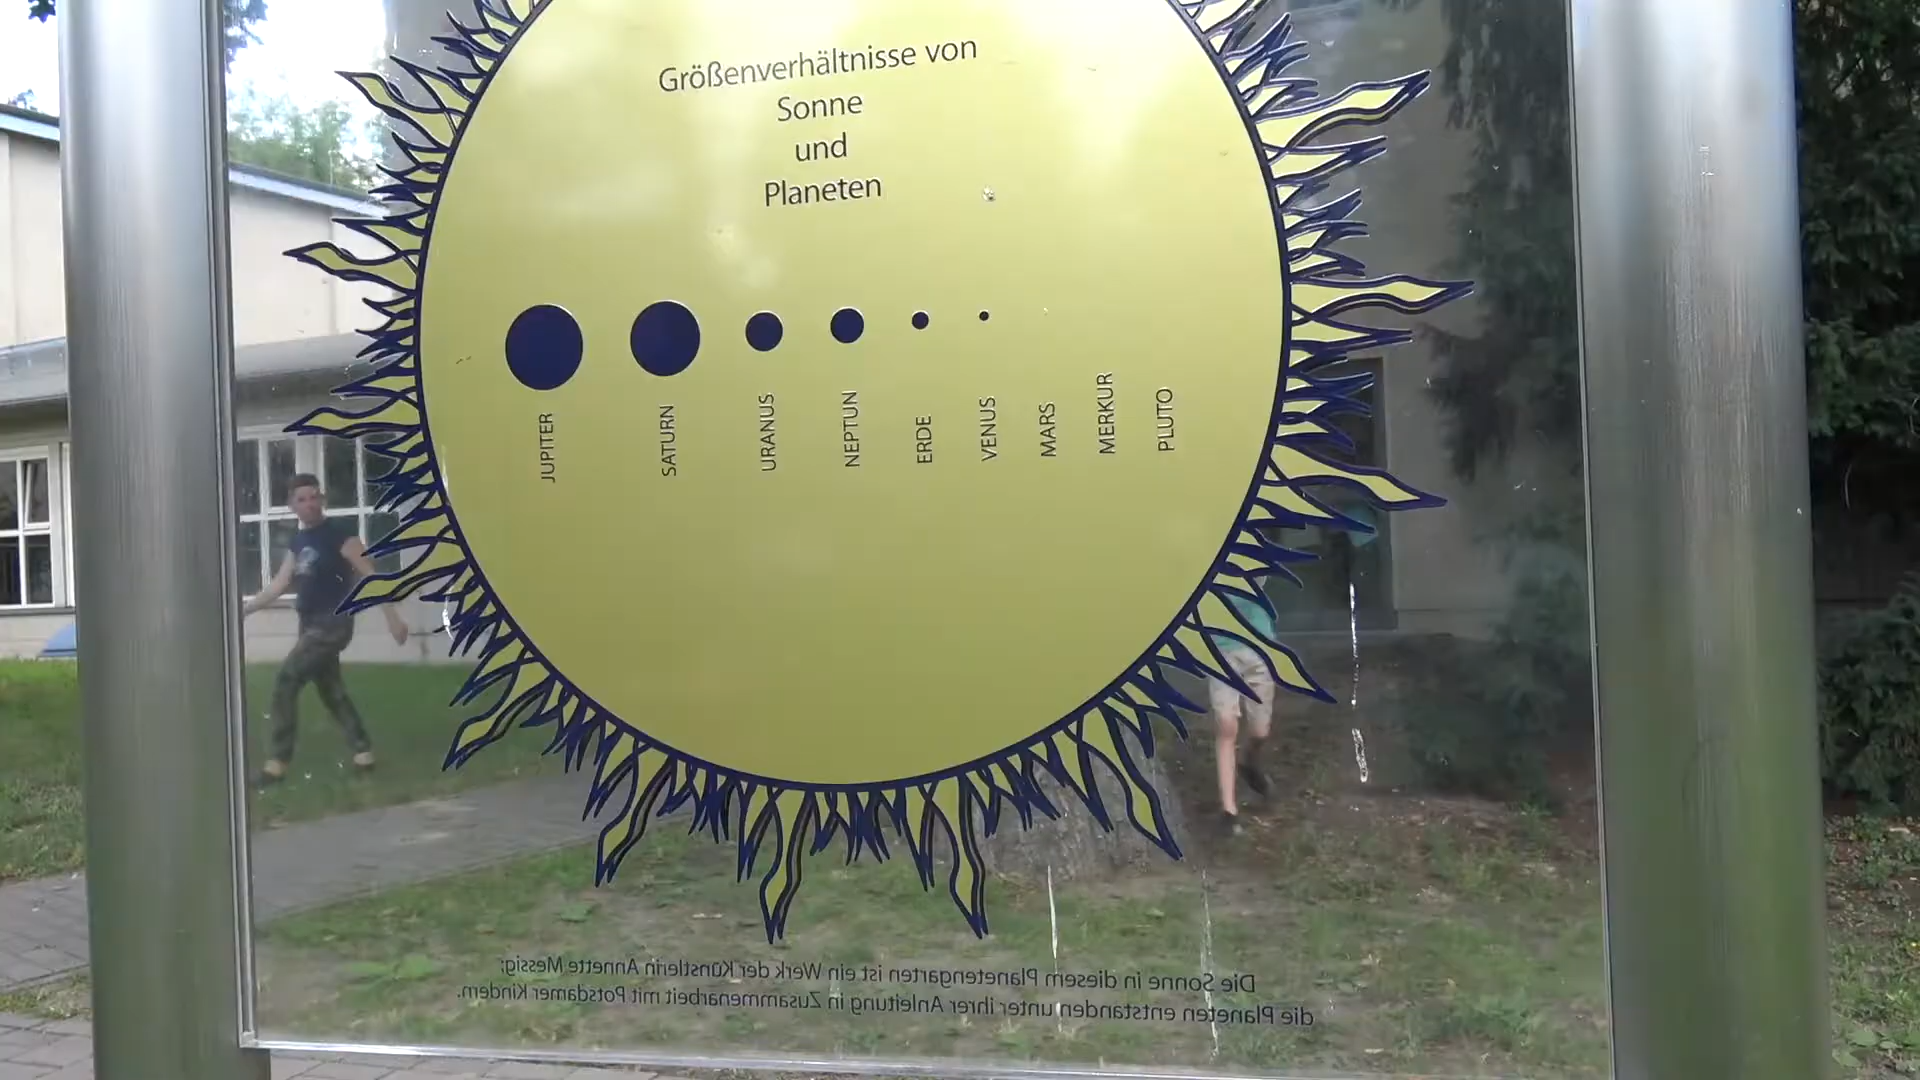 Größenverhältnisse von
Sonne
und
Planeten
JUPITER
SATURN
URANUS
NEPTUN
ERDE
VENUS
MARS
MERKUR
PLUTO
Die Sonne in diesem Planetengarten ist ein Werk der Künstlerin Annette Messig;
die Planeten entstanden unter ihrer Anleitung in Zusammenarbeit mit Potsdamer Kindern.